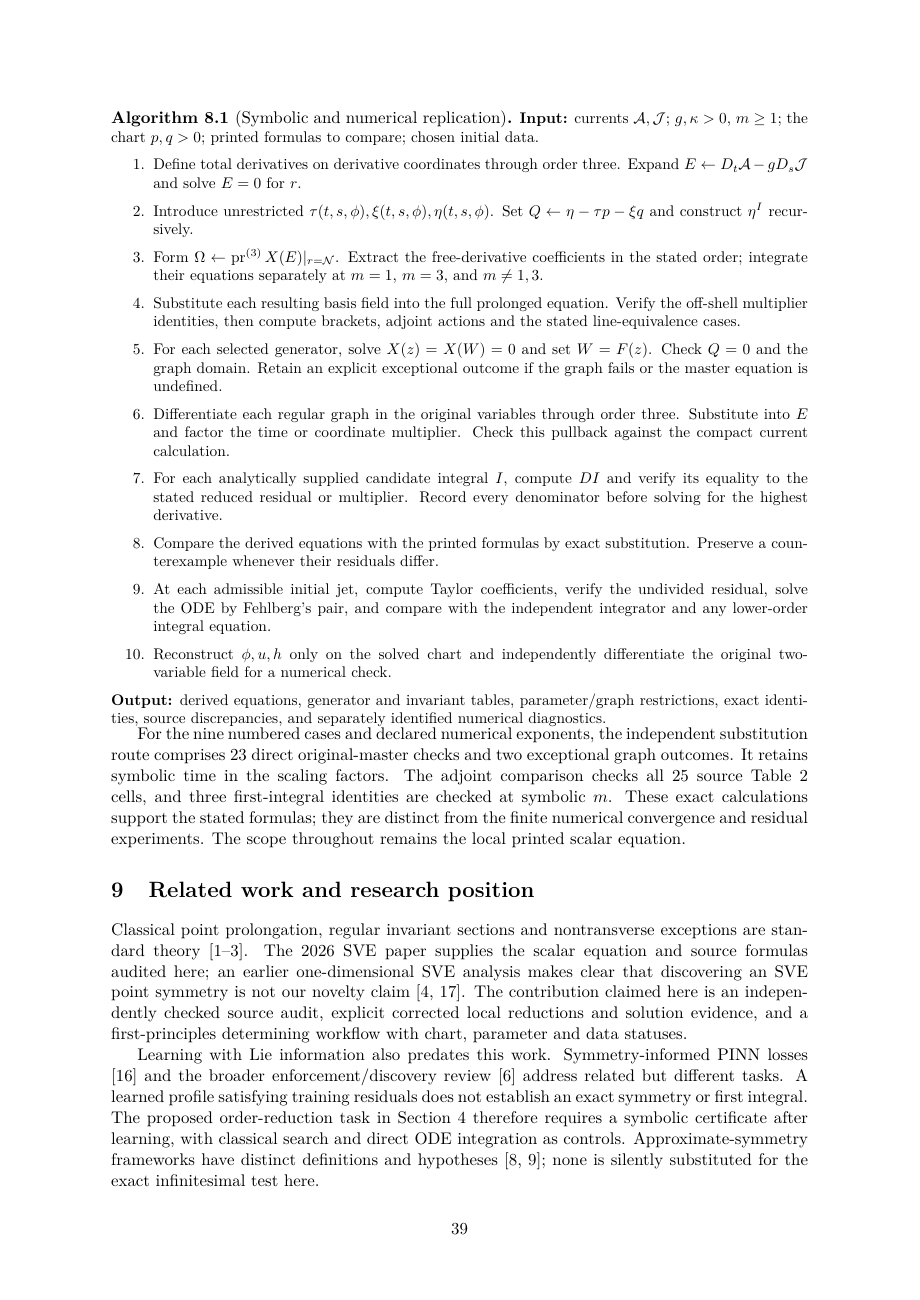 Algorithm 8.1 (Symbolic and numerical replication). Input: currents 𝒜, 𝒥; g, κ > 0, m ≥ 1; the
chart p, q > 0; printed formulas to compare; chosen initial data.
1. Define total derivatives on derivative coordinates through order three. Expand E ← D_t𝒜 − gD_s𝒥
and solve E = 0 for r.
2. Introduce unrestricted τ(t, s, ϕ), ξ(t, s, ϕ), η(t, s, ϕ). Set Q ← η − τp − ξq and construct η^I recur-
sively.
3. Form Ω ← pr^(3) X(E)|_{r=𝒩}. Extract the free-derivative coefficients in the stated order; integrate
their equations separately at m = 1, m = 3, and m ≠ 1, 3.
4. Substitute each resulting basis field into the full prolonged equation. Verify the off-shell multiplier
identities, then compute brackets, adjoint actions and the stated line-equivalence cases.
5. For each selected generator, solve X(z) = X(W) = 0 and set W = F(z). Check Q = 0 and the
graph domain. Retain an explicit exceptional outcome if the graph fails or the master equation is
undefined.
6. Differentiate each regular graph in the original variables through order three. Substitute into E
and factor the time or coordinate multiplier. Check this pullback against the compact current
calculation.
7. For each analytically supplied candidate integral I, compute DI and verify its equality to the
stated reduced residual or multiplier. Record every denominator before solving for the highest
derivative.
8. Compare the derived equations with the printed formulas by exact substitution. Preserve a coun-
terexample whenever their residuals differ.
9. At each admissible initial jet, compute Taylor coefficients, verify the undivided residual, solve
the ODE by Fehlberg's pair, and compare with the independent integrator and any lower-order
integral equation.
10. Reconstruct ϕ, u, h only on the solved chart and independently differentiate the original two-
variable field for a numerical check.
Output: derived equations, generator and invariant tables, parameter/graph restrictions, exact identi-
ties, source discrepancies, and separately identified numerical diagnostics.
For the nine numbered cases and declared numerical exponents, the independent substitution
route comprises 23 direct original-master checks and two exceptional graph outcomes. It retains
symbolic time in the scaling factors. The adjoint comparison checks all 25 source Table 2
cells, and three first-integral identities are checked at symbolic m. These exact calculations
support the stated formulas; they are distinct from the finite numerical convergence and residual
experiments. The scope throughout remains the local printed scalar equation.
9 Related work and research position
Classical point prolongation, regular invariant sections and nontransverse exceptions are stan-
dard theory [1–3]. The 2026 SVE paper supplies the scalar equation and source formulas
audited here; an earlier one-dimensional SVE analysis makes clear that discovering an SVE
point symmetry is not our novelty claim [4, 17]. The contribution claimed here is an indepen-
dently checked source audit, explicit corrected local reductions and solution evidence, and a
first-principles determining workflow with chart, parameter and data statuses.
Learning with Lie information also predates this work. Symmetry-informed PINN losses
[16] and the broader enforcement/discovery review [6] address related but different tasks. A
learned profile satisfying training residuals does not establish an exact symmetry or first integral.
The proposed order-reduction task in Section 4 therefore requires a symbolic certificate after
learning, with classical search and direct ODE integration as controls. Approximate-symmetry
frameworks have distinct definitions and hypotheses [8, 9]; none is silently substituted for the
exact infinitesimal test here.
39